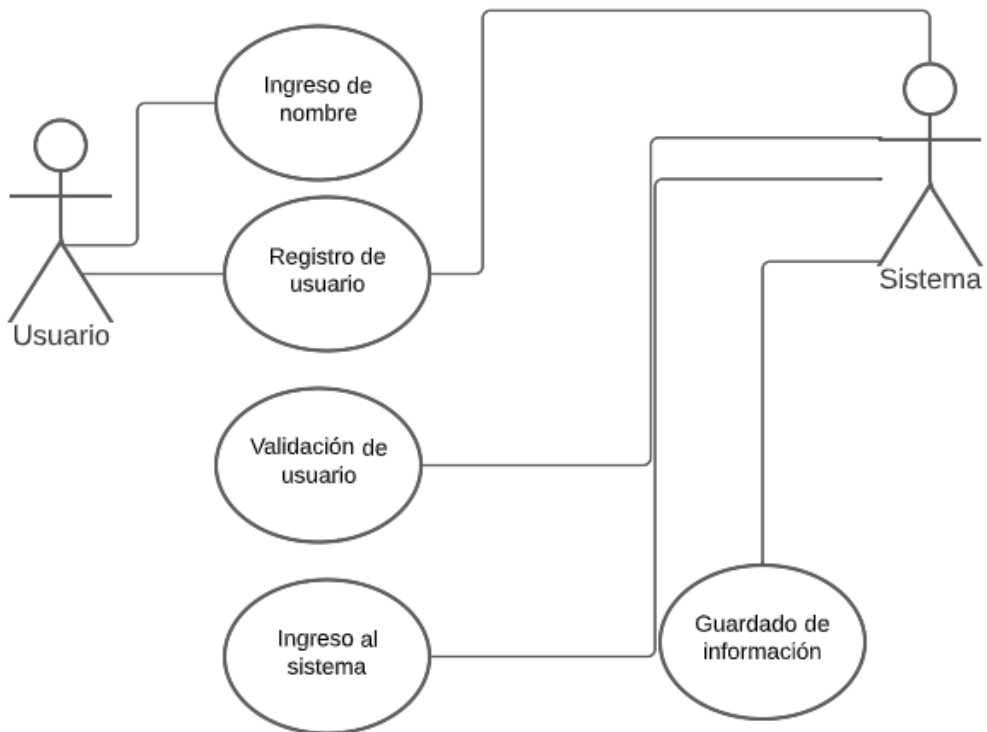 Ingreso de
nombre
Usuario
Registro de
usuario
Sistema
Validación de
usuario
Ingreso al
sistema
Guardado de
información